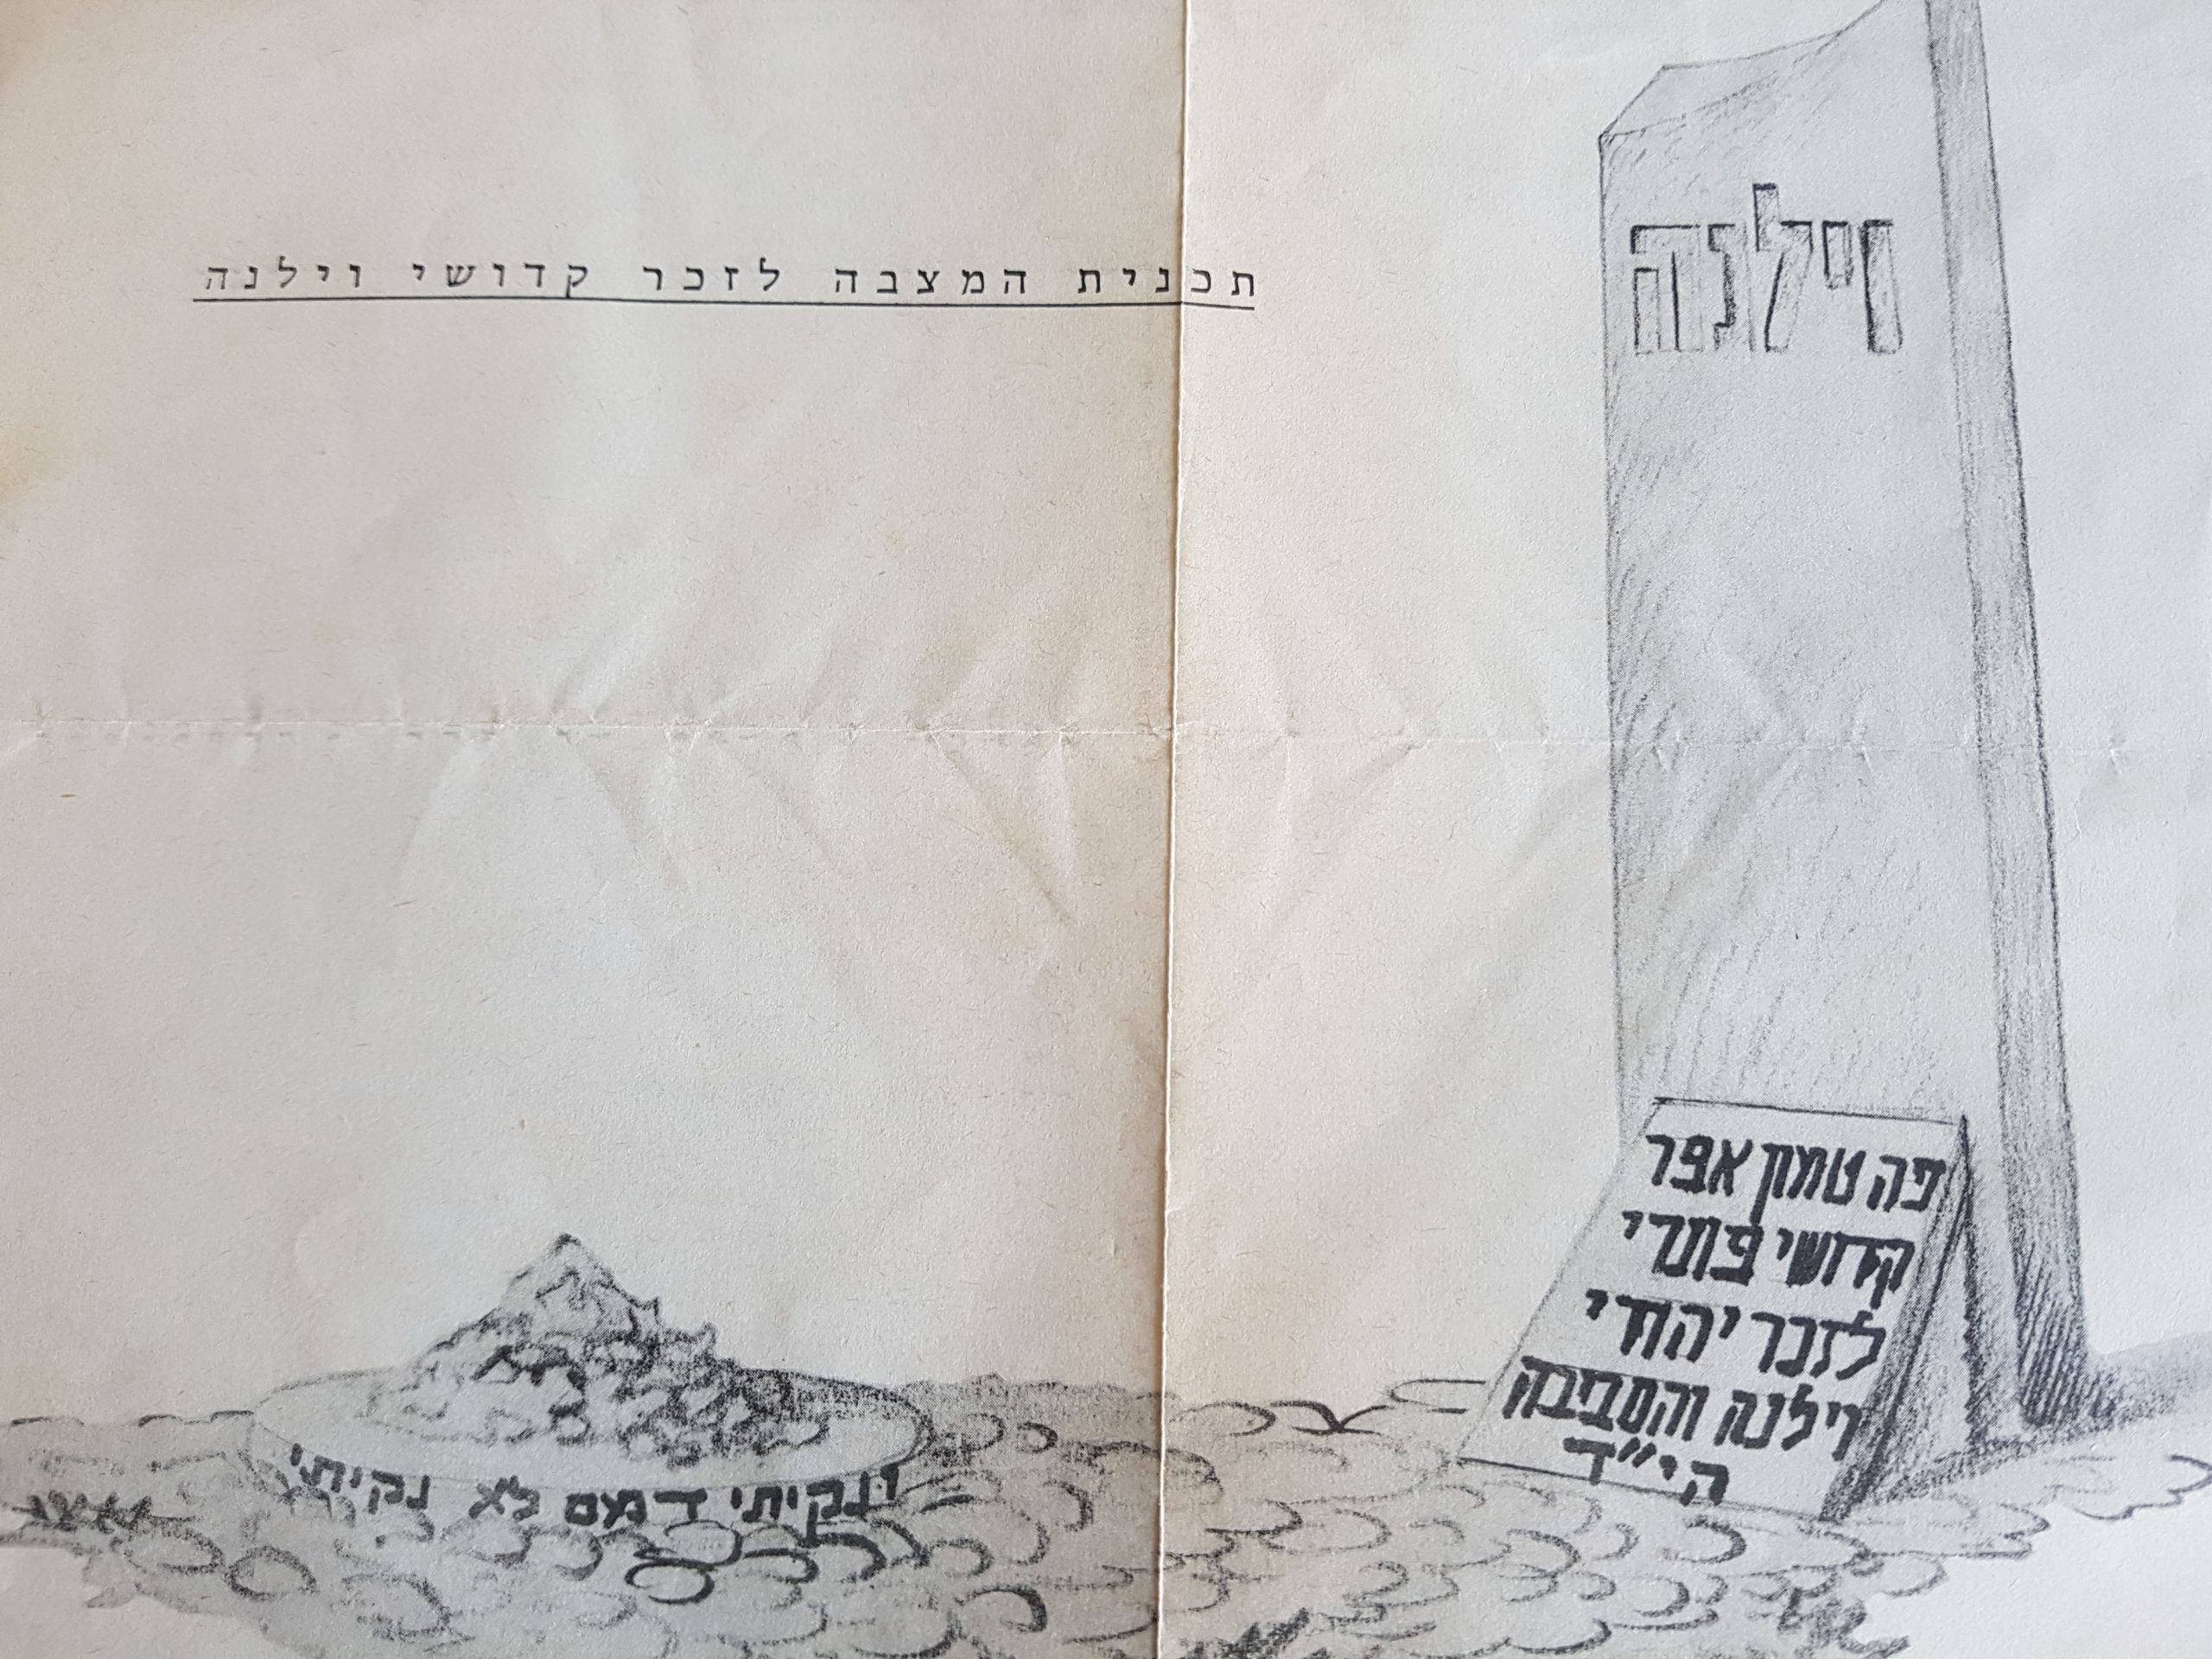 תכנית המצבה לזכר קדושי וילנה
וילנה
פה טמון אפר
קדושי פונרי
לזכר יהודי
וילנה והסביבה
הי״ד
ונקיתי דמם לא נקיתי